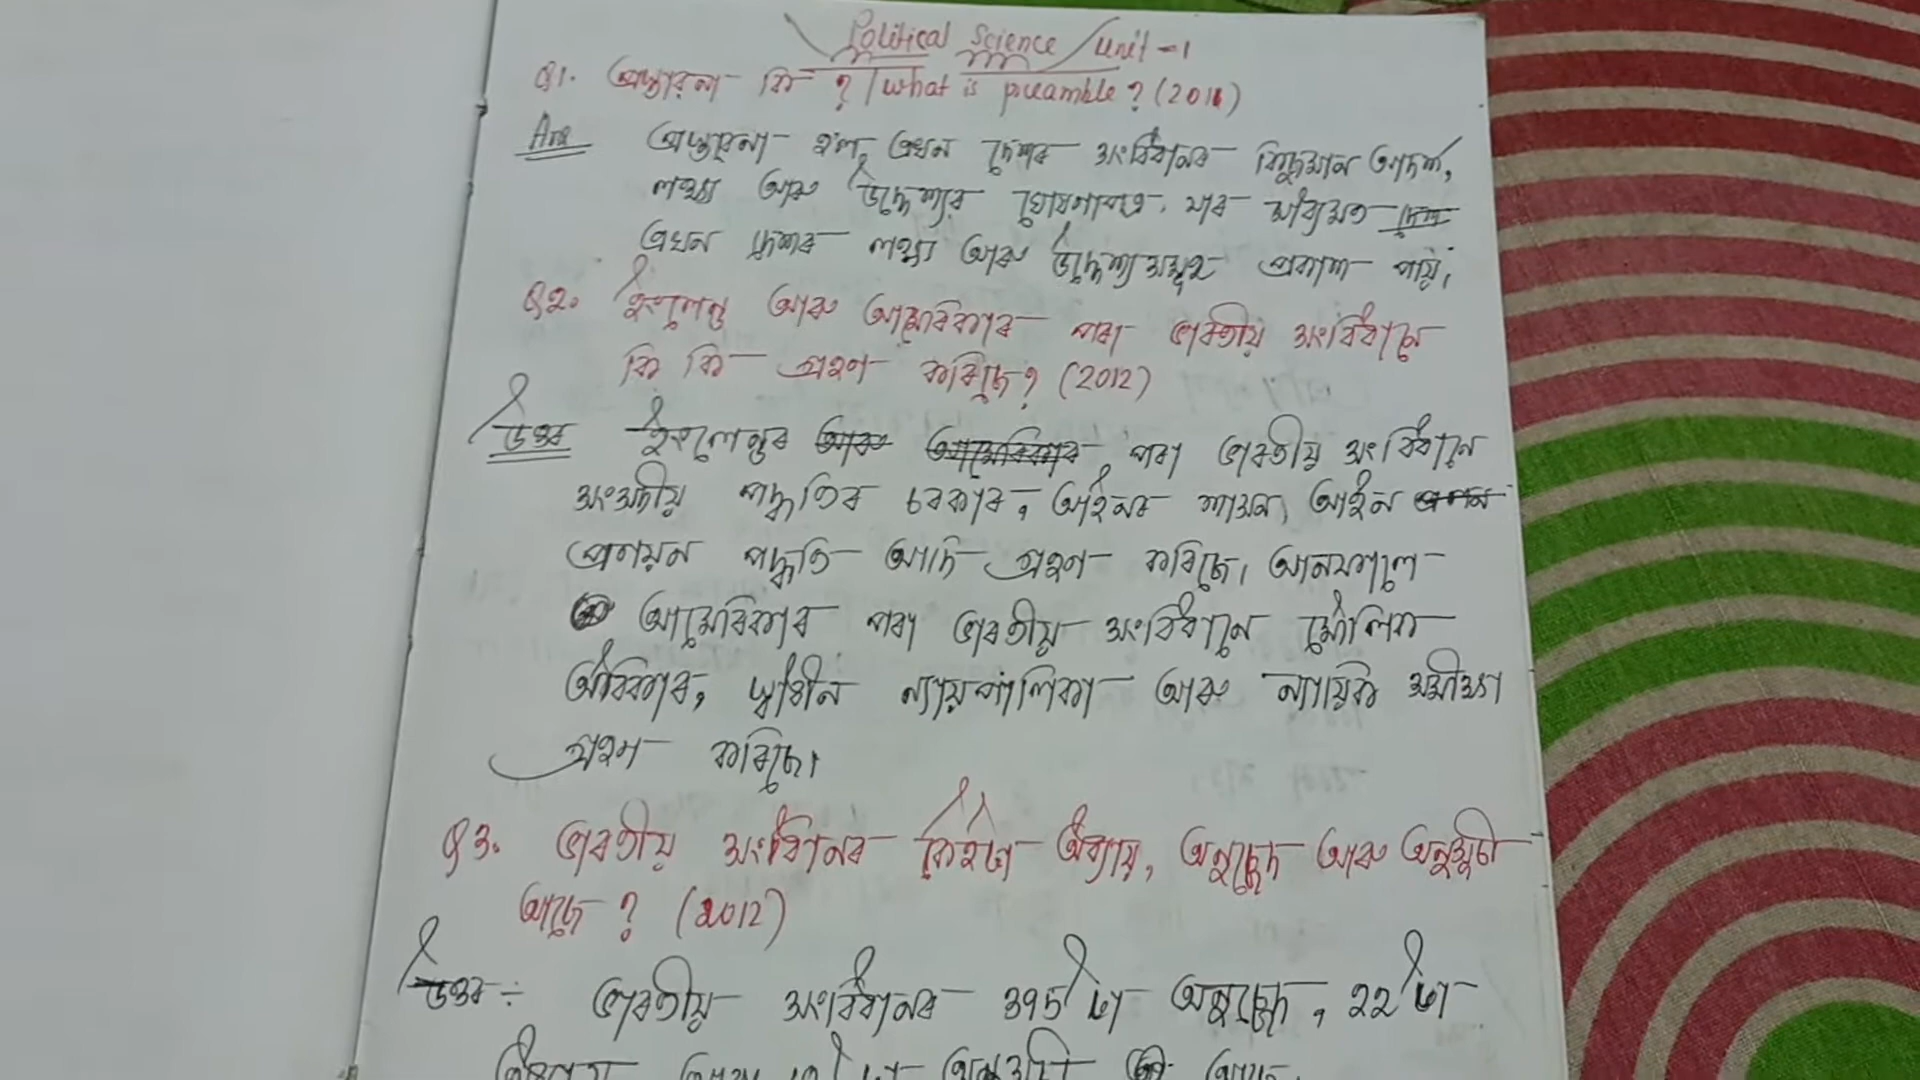 Political Science / Unit - 1
Q1. প্ৰস্তাৱনা কি ? / What is preamble ? (2016)
Ans প্ৰস্তাৱনা হ'ল এখন দেশৰ সংবিধানৰ আদৰ্শ,
লক্ষ্য আৰু উদ্দেশ্যৰ ঘোষণাপত্ৰ, যাৰ মাধ্যমত
এখন দেশৰ লক্ষ্য আৰু উদ্দেশ্যসমূহ প্ৰকাশ পায়।
Q2. ইংলেণ্ড আৰু আমেৰিকাৰ পৰা ভাৰতীয় সংবিধানে
কি কি গ্ৰহণ কৰিছে? (2012)
উত্তৰ ইংলেণ্ডৰ আৰু আমেৰিকাৰ পৰা ভাৰতীয় সংবিধানে
সংসদীয় পদ্ধতিৰ চৰকাৰ, আইনৰ শাসন, আইন
প্ৰণয়ন পদ্ধতি আদি গ্ৰহণ কৰিছে। আনহাতে
আমেৰিকাৰ পৰা ভাৰতীয় সংবিধানে মৌলিক
অধিকাৰ, স্বাধীন ন্যায়পালিকা আৰু ন্যায়িক সমীক্ষা
গ্ৰহণ কৰিছে।
Q3. ভাৰতীয় সংবিধানৰ কেইটা অধ্যায়, অনুচ্ছেদ আৰু অনুসূচী
আছে ? (2012)
উত্তৰ :- ভাৰতীয় সংবিধানৰ 395 টা অনুচ্ছেদ, 22 টা